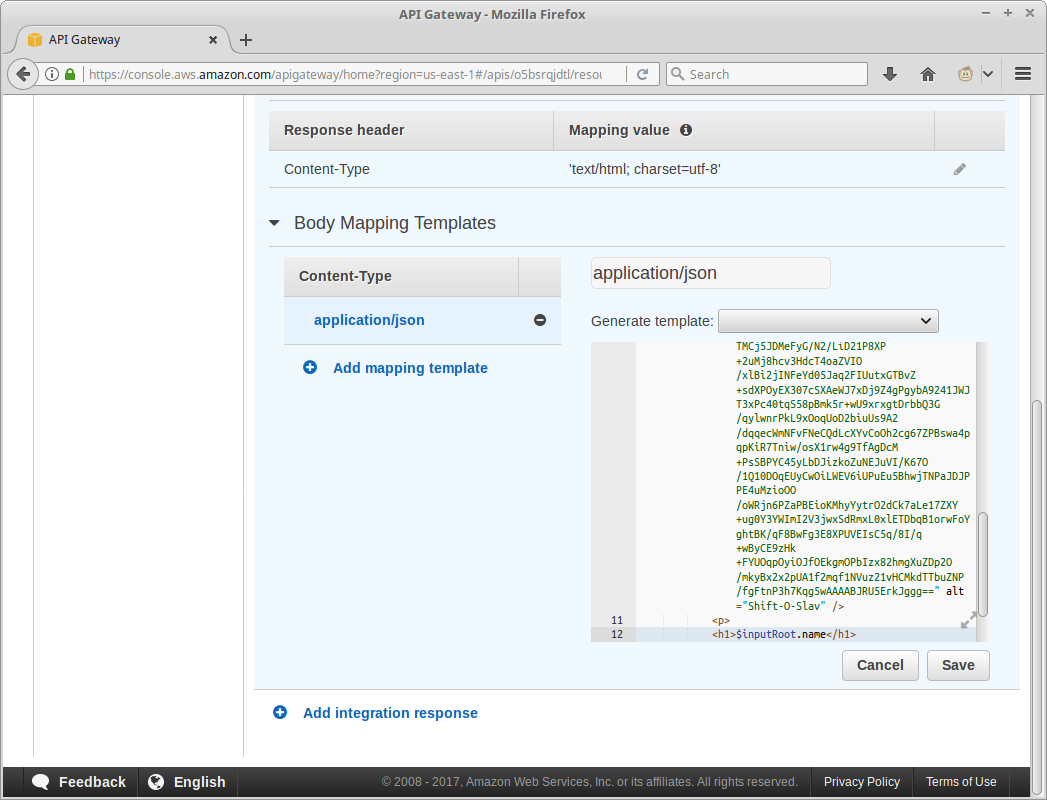 API Gateway - Mozilla Firefox
API Gateway
https://console.aws.amazon.com/apigateway/home?region=us-east-1#/apis/o5bsrqjdtl/resou
Search
Response header
Mapping value
Content-Type
'text/html; charset=utf-8'
Body Mapping Templates
Content-Type
application/json
Add mapping template
application/json
Generate template:
TMCj5JDMeFyG/N2/LiD21P8XP
+2uMj8hcv3HdcT4oaZVIO
/xlBi2jINFeYd05Jaq2FIUutxGTBvZ
+sdXPOyEX307cSXAeWJ7xDj9Z4gPgybA9241JWJ
T3xPc40tqS58pBmk5r+wU9xrxgtDrbbQ3G
/qylwnrPkL9xOoqUoD2biuUs9A2
/dqqecWmNFvFNeCQdLcXYvCoOh2cg67ZPBswa4p
qpKiR7Tniw/osX1rw4g9TfAgDcM
+PsSBPYC45yLbDJizkoZuNEJuVI/K67O
/1Q10DOqEUyCwOiLWEV6iUPuEu5BhwjTNPaJDJP
PE4uMzioOO
/oWRjn6PZaPBEioKMhyYytrO2dCk7aLe17ZXY
+ug0Y3YWImI2V3jwxSdRmxL0xlETDbqB1orwFoY
ghtBK/qF8BwFg3E8XPUVEIsC5q/8I/q
+wByCE9zHk
+FYUOqpOyiOJfOEkgmOPbIzx82hmgXuZDp2O
/mkyBx2x2pUA1f2mqf1NVuz21vHCMkdTTbuZNP
/fgFtnP3h7Kqg5wAAAABJRU5ErkJggg==" alt
="Shift-O-Slav" />
11 <p>
12 <h1>$inputRoot.name</h1>
Cancel
Save
Add integration response
Feedback
English
© 2008 - 2017, Amazon Web Services, Inc. or its affiliates. All rights reserved.
Privacy Policy
Terms of Use